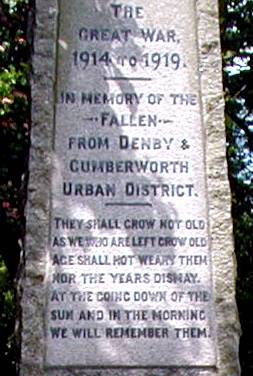 THE
GREAT WAR,
1914 TO 1919.
IN MEMORY OF THE
FALLEN
FROM DENBY &
CUMBERWORTH
URBAN DISTRICT.
THEY SHALL GROW NOT OLD
AS WE WHO ARE LEFT GROW OLD
AGE SHALL NOT WEARY THEM
NOR THE YEARS DISMAY.
AT THE GOING DOWN OF THE
SUN AND IN THE MORNING
WE WILL REMEMBER THEM.